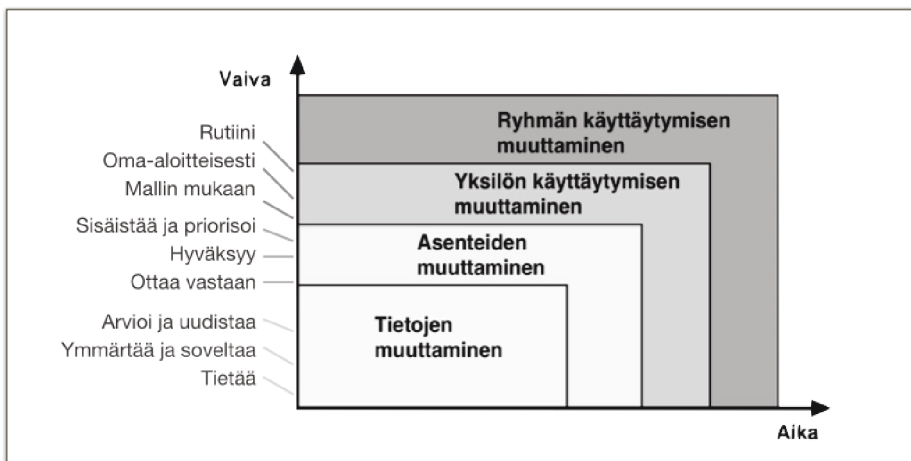 Vaiva
Rutiini
Oma-aloitteisesti
Mallin mukaan
Sisäistää ja priorisoi
Hyväksyy
Ottaa vastaan
Arvioi ja uudistaa
Ymmärtää ja soveltaa
Tietää
Ryhmän käyttäytymisen
muuttaminen
Yksilön käyttäytymisen
muuttaminen
Asenteiden
muuttaminen
Tietojen
muuttaminen
Aika